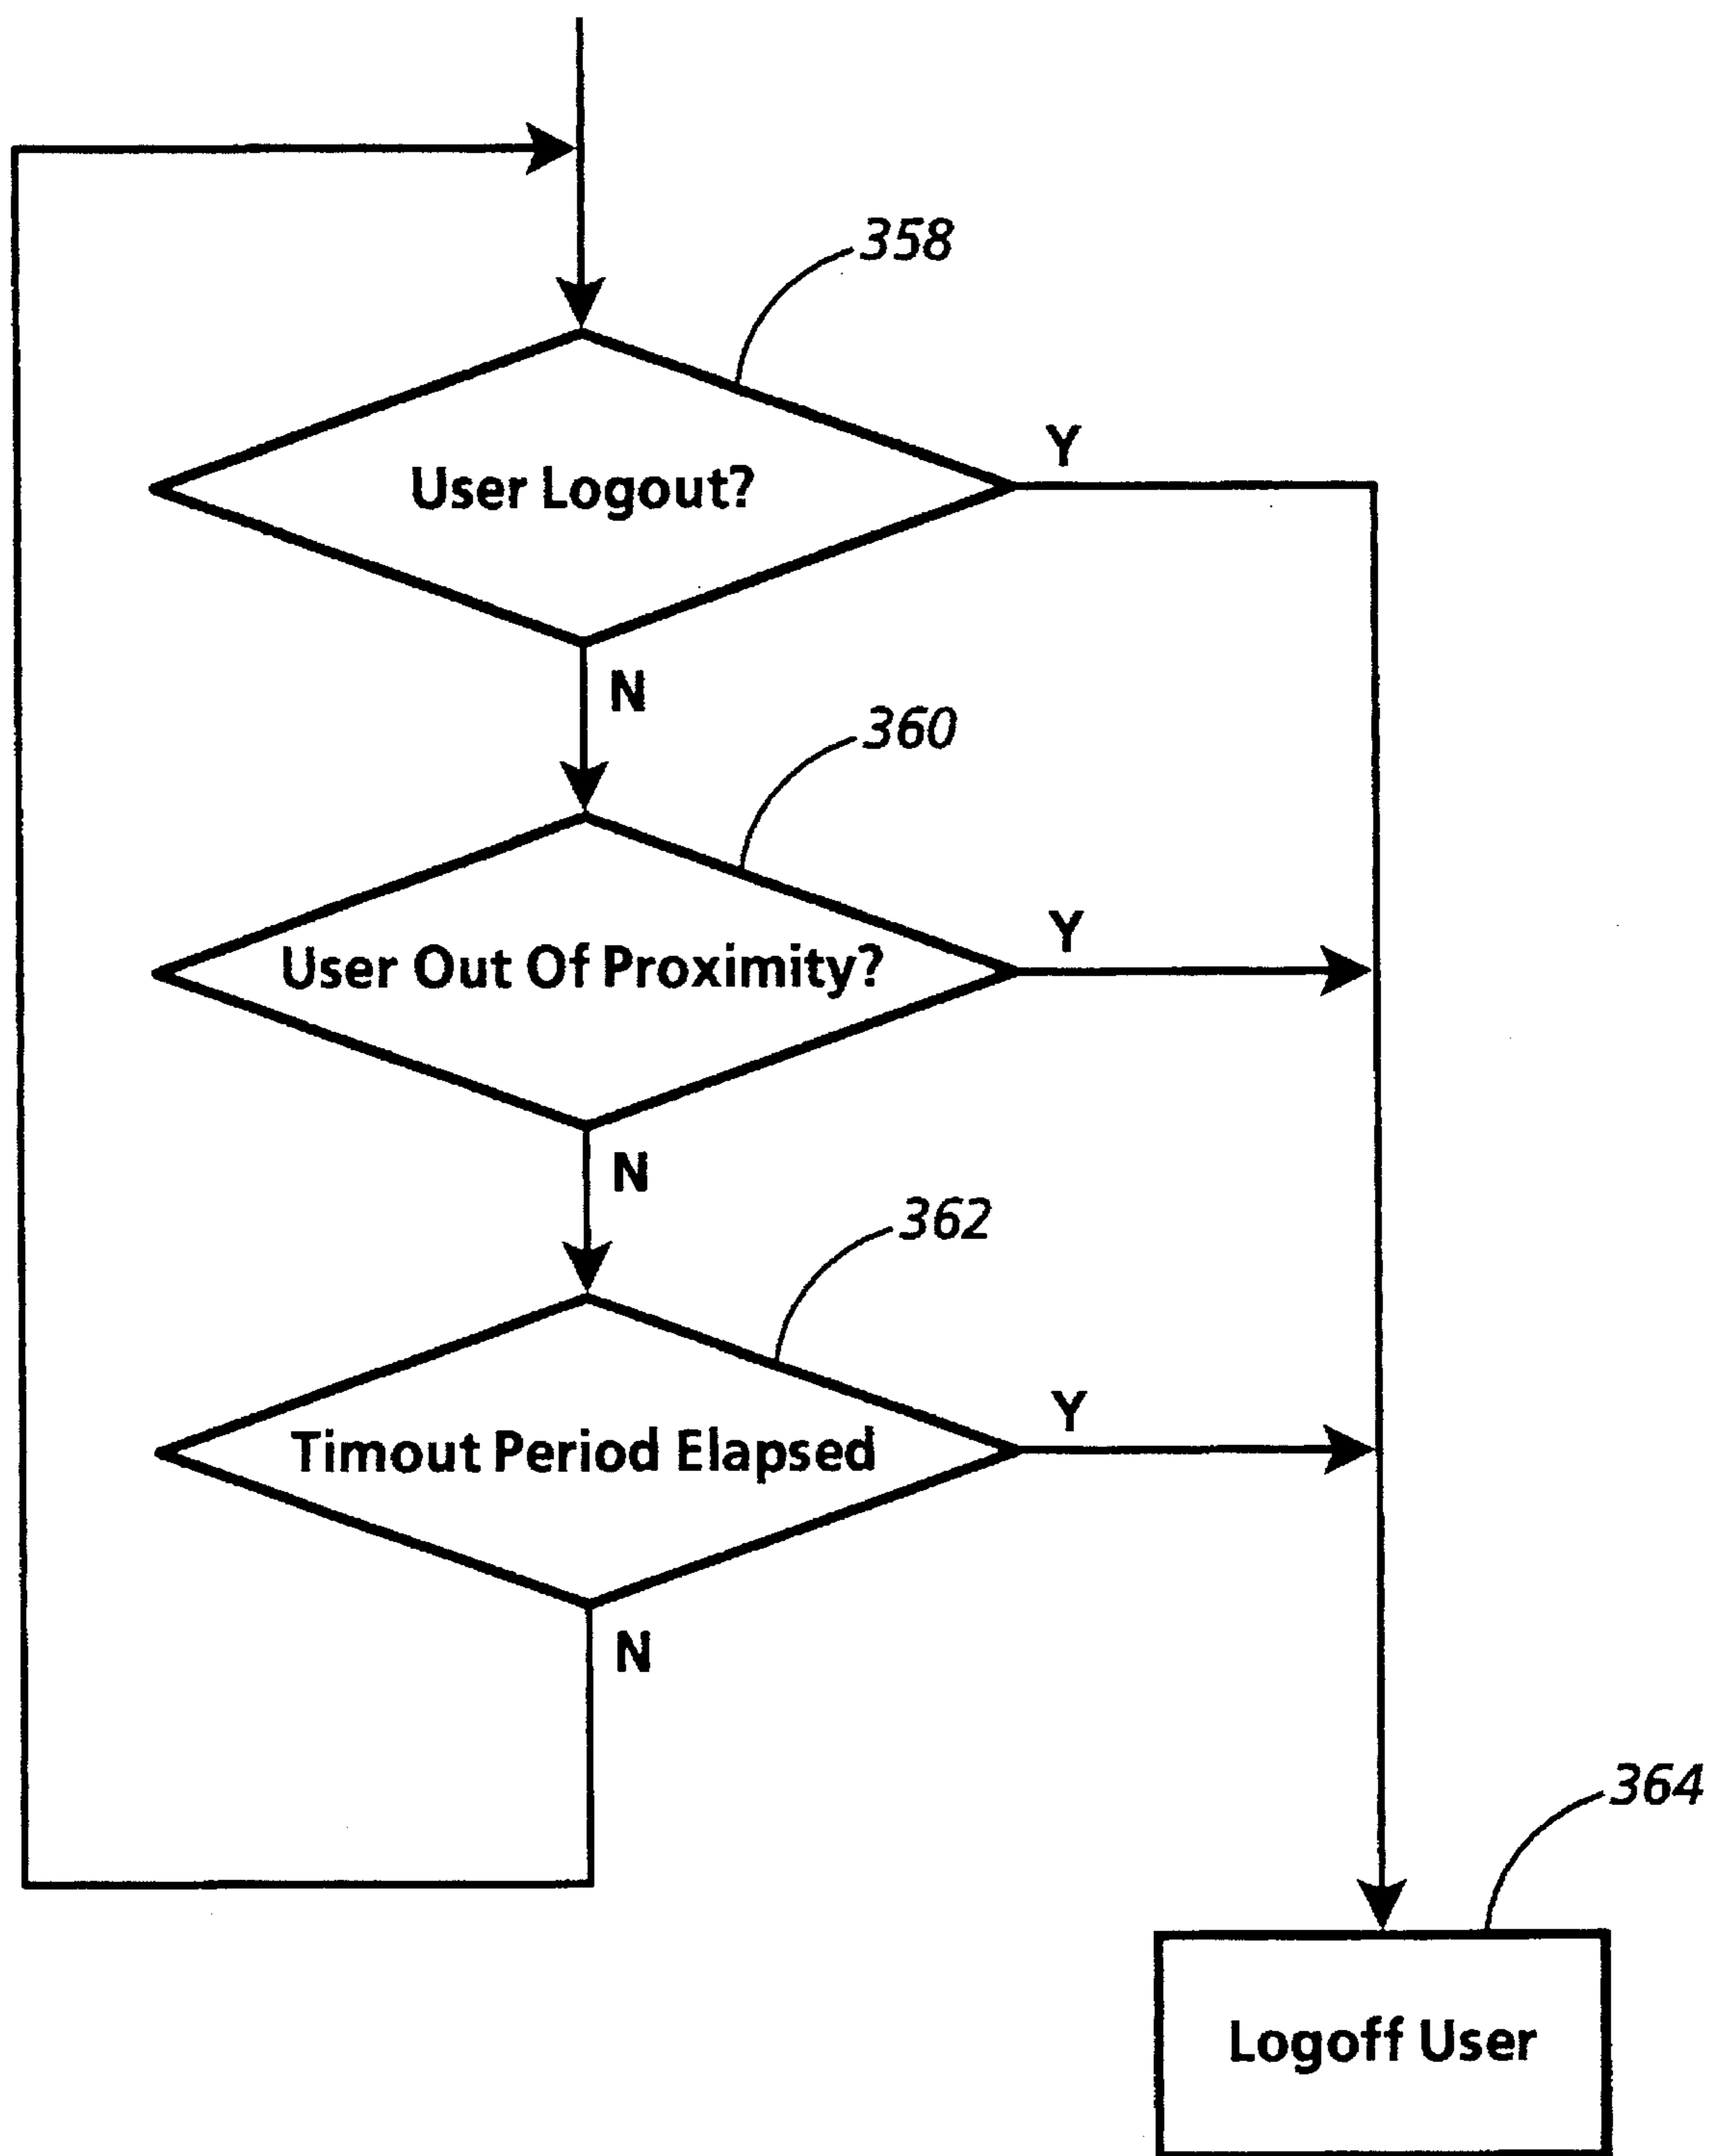 358
User Logout?
Y
N
360
User Out Of Proximity?
Y
N
362
Timout Period Elapsed
Y
N
364
Logoff User